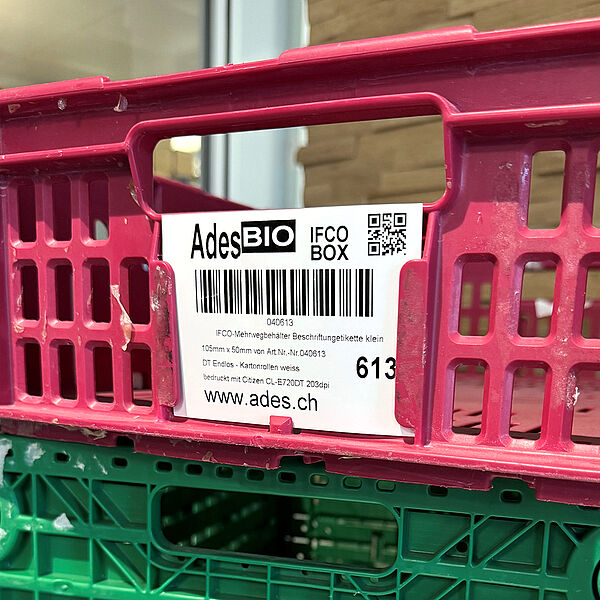 AdesBIO IFCO BOX
040613
IFCO-Mehrwegbehälter Beschriftungetikette klein
105mm x 50mm von Art.Nr.-Nr.040613
DT Endlos - Kartonrollen weiss
bedruckt mit Citizen CL-E720DT 203dpi
613
www.ades.ch